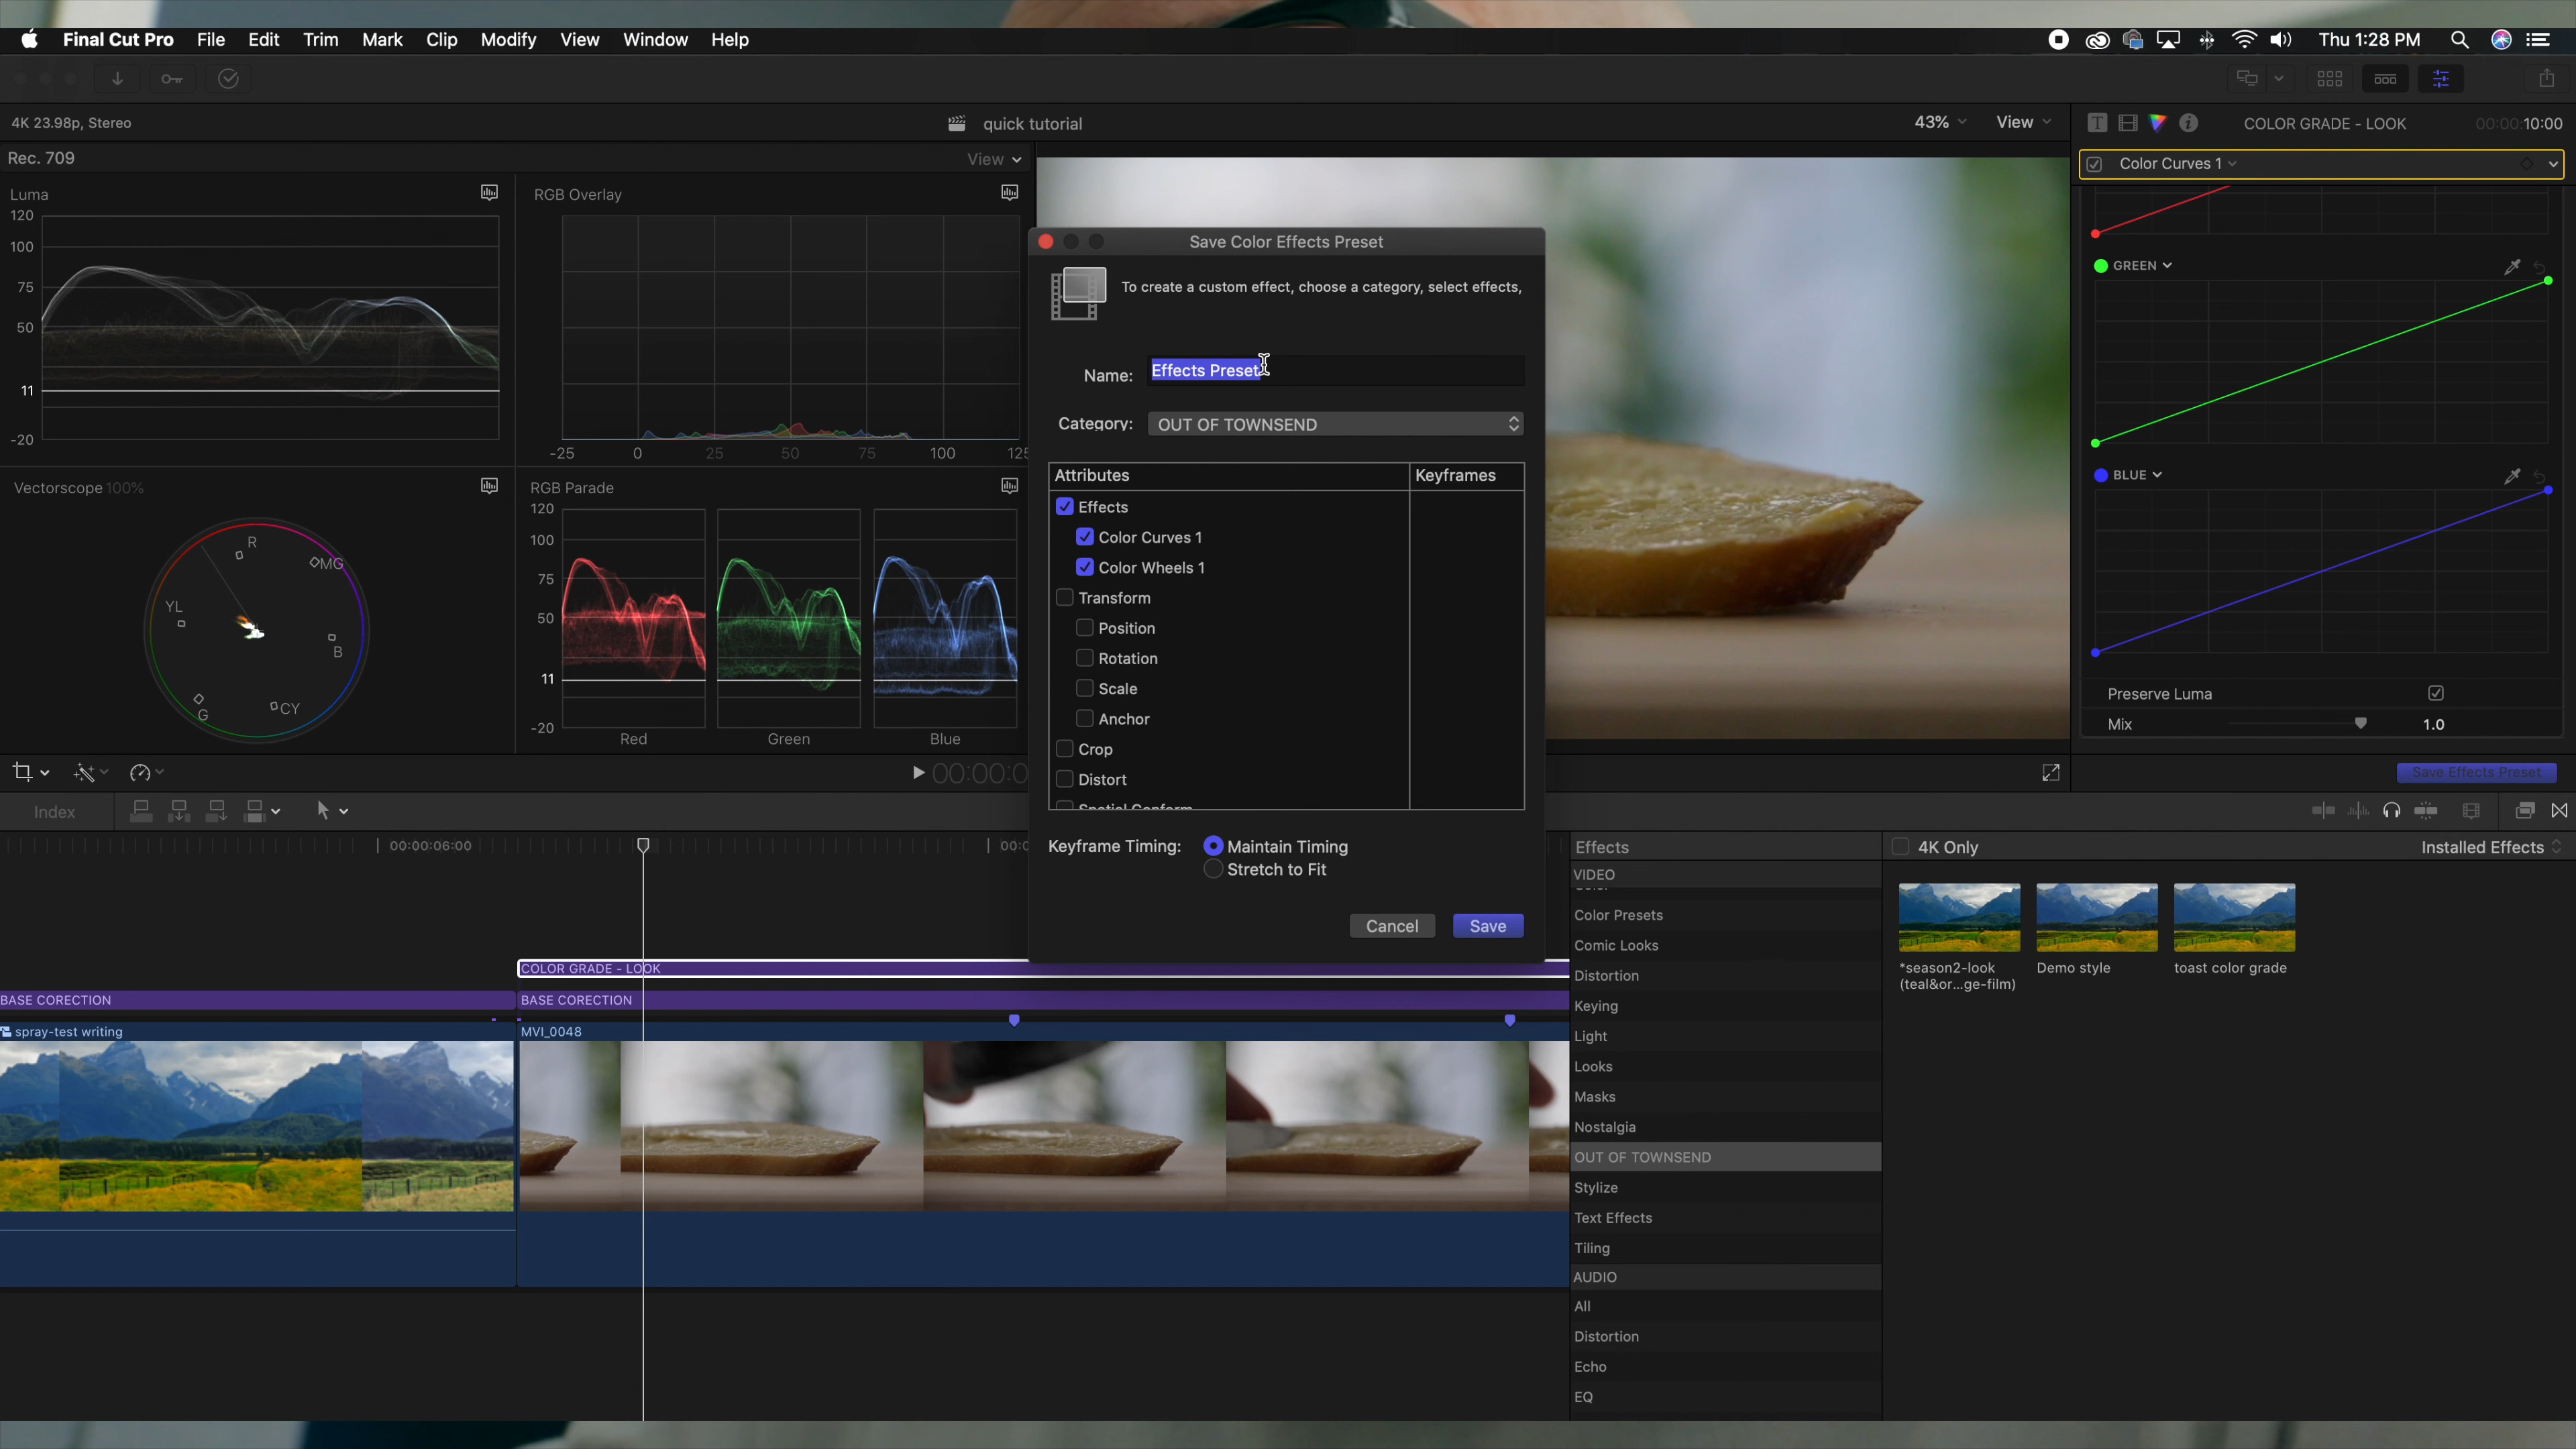 Final Cut Pro File Edit Trim Mark Clip Modify View Window Help Thu 1:28 PM
4K 23.98p, Stereo quick tutorial 43% View COLOR GRADE - LOOK 00:00:10:00
Rec. 709 View Color Curves 1
Luma RGB Overlay
120
100
75
50
11
-20
-25 0 25 50 75 100
Vectorscope 100% RGB Parade
R
MG
YL
B
G
CY
120
100
75
50
11
-20
Red Green Blue
Save Color Effects Preset
To create a custom effect, choose a category, select effects,
Name: Effects Preset
Category: OUT OF TOWNSEND
Attributes Keyframes
Effects
Color Curves 1
Color Wheels 1
Transform
Position
Rotation
Scale
Anchor
Crop
Distort
Spatial Conform
Keyframe Timing: Maintain Timing
Stretch to Fit
Cancel Save
GREEN
BLUE
Preserve Luma
Mix 1.0
Save Effects Preset
Index
00:00:06:00
COLOR GRADE - LOOK
BASE CORECTION BASE CORECTION
spray-test writing MVI_0048
Effects 4K Only Installed Effects
VIDEO
Color Presets
Comic Looks
Distortion
Keying
Light
Looks
Masks
Nostalgia
OUT OF TOWNSEND
Stylize
Text Effects
Tiling
AUDIO
All
Distortion
Echo
EQ
*season2-look
(teal&or...ge-film)
Demo style
toast color grade